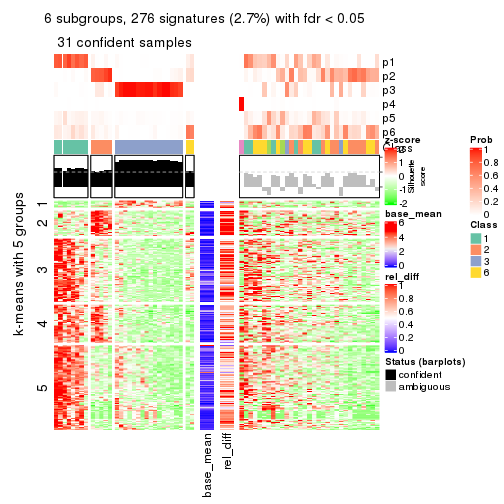 6 subgroups, 276 signatures (2.7%) with fdr < 0.05
31 confident samples
p1
p2
p3
p4
p5
p6
z-score
Class
2
1
0
-1
-2
Silhouette
score
Prob
1
0.8
0.6
0.4
0.2
0
base_mean
6
4
2
0
Class
1
2
3
6
rel_diff
1
0.8
0.6
0.4
0.2
0
Status (barplots)
confident
ambiguous
k-means with 5 groups
1
2
3
4
5
base_mean
rel_diff